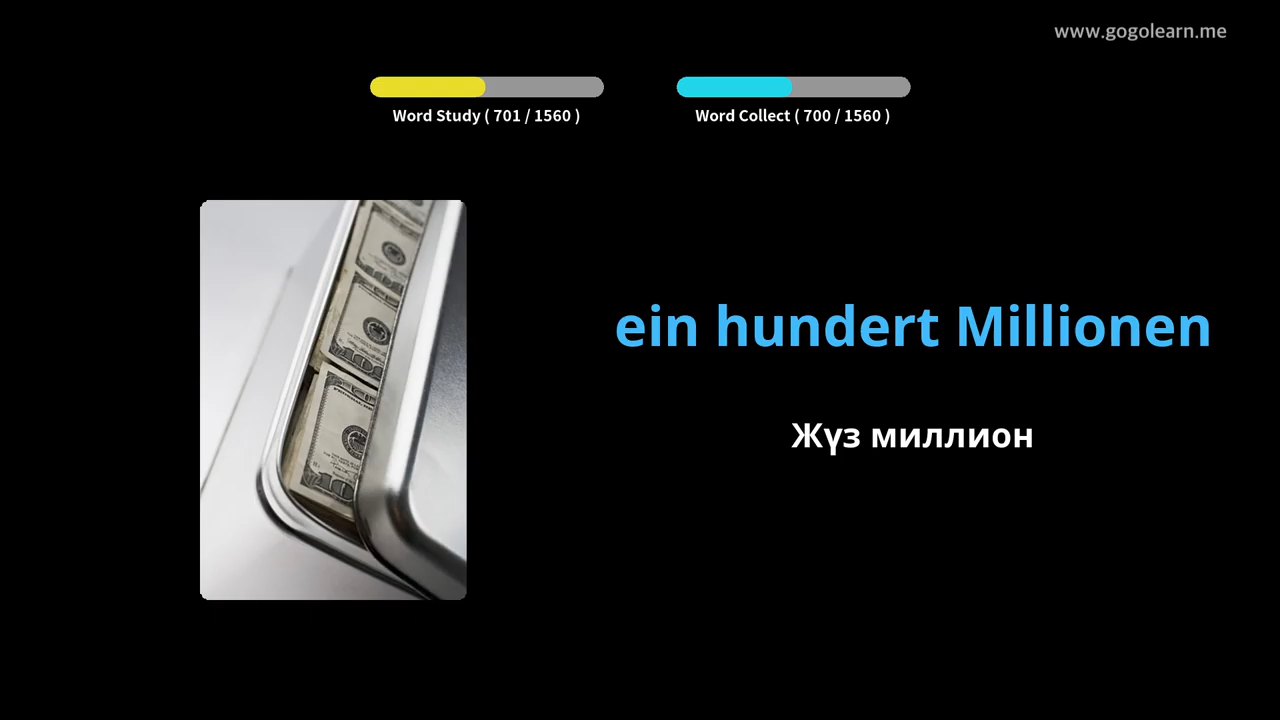 www.gogolearn.me
Word Study ( 701 / 1560 )
Word Collect ( 700 / 1560 )
ein hundert Millionen
Жүз миллион